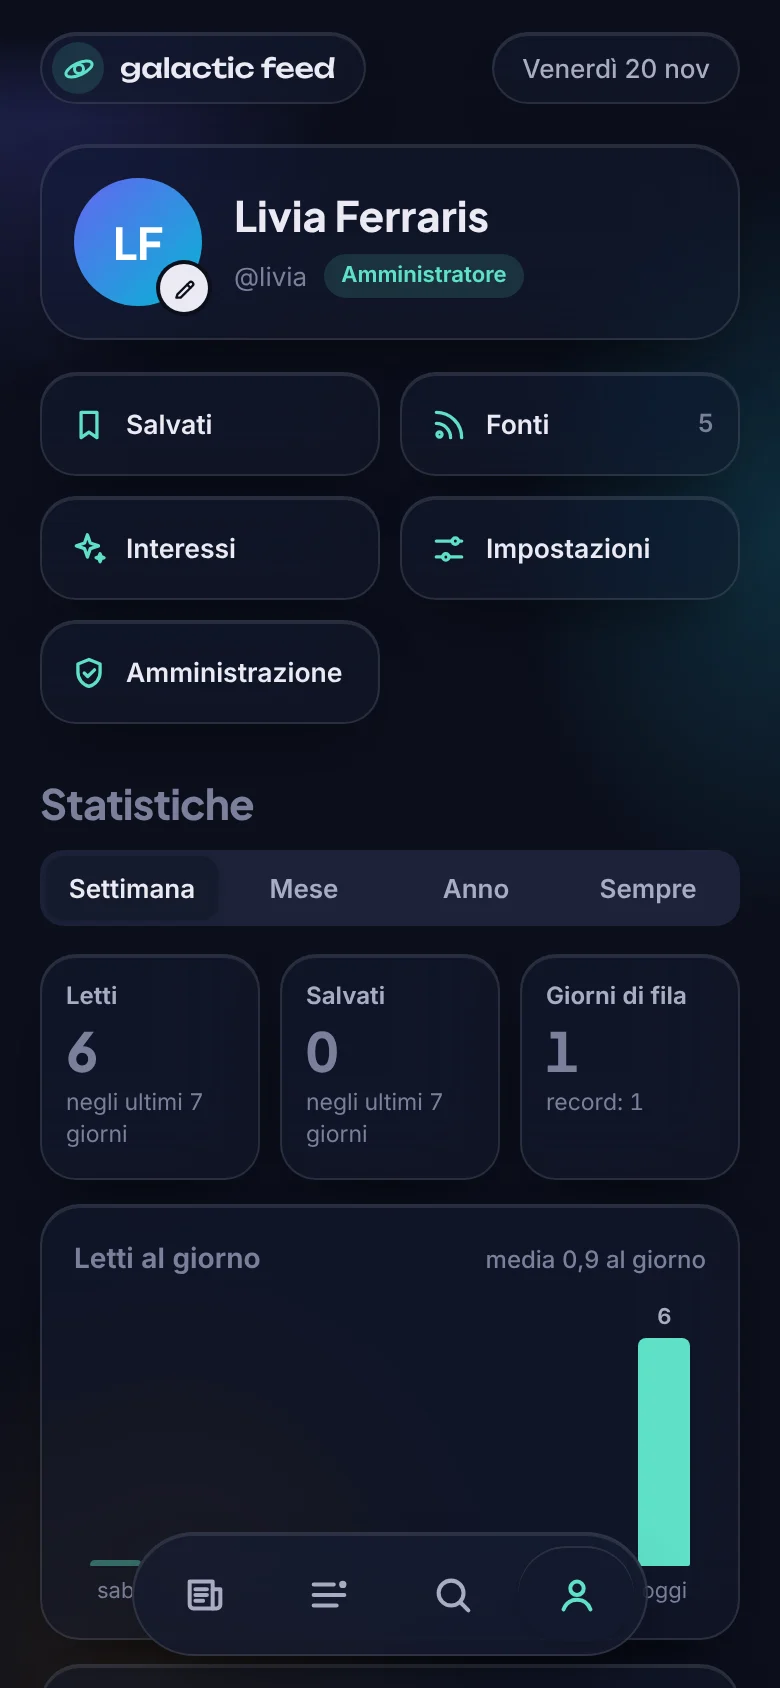 galactic feed
Venerdì 20 nov
LF
Livia Ferraris
@livia
Amministratore
Salvati
Fonti
5
Interessi
Impostazioni
Amministrazione
Statistiche
Settimana
Mese
Anno
Sempre
Letti
6
negli ultimi 7
giorni
Salvati
0
negli ultimi 7
giorni
Giorni di fila
1
record: 1
Letti al giorno
media 0,9 al giorno
6
sab
oggi